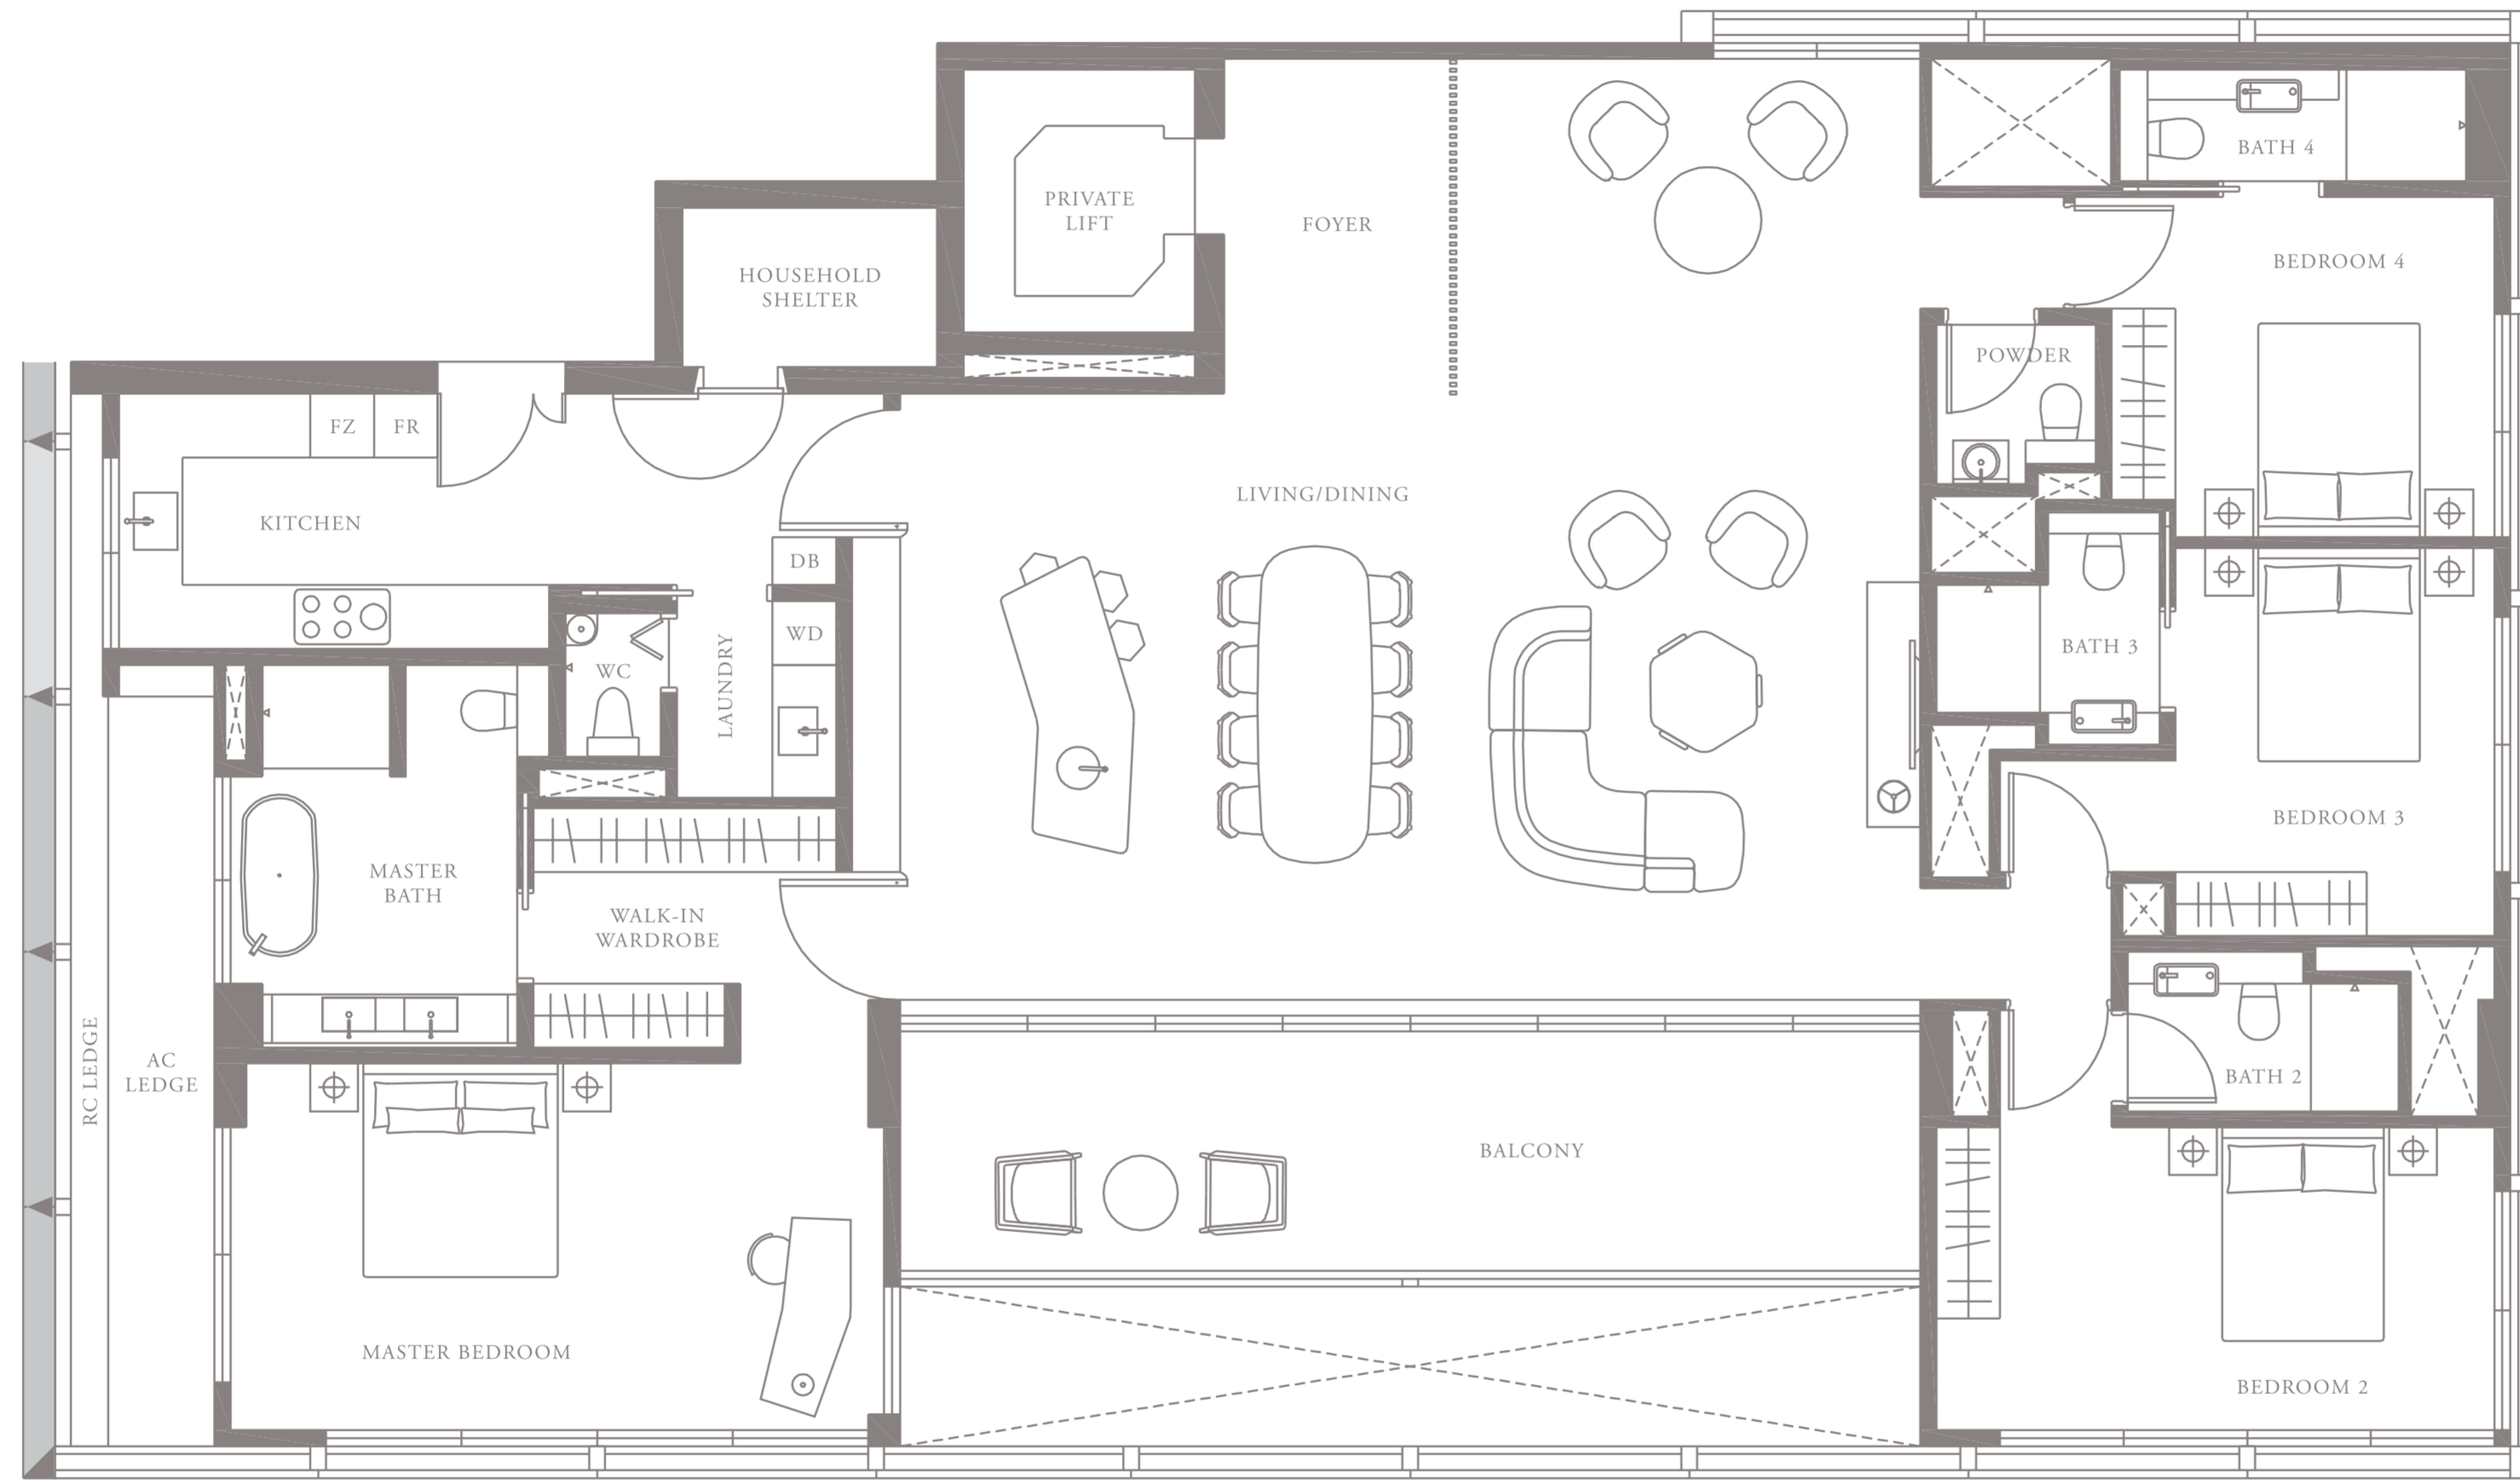 BATH 4
PRIVATE
LIFT
FOYER
BEDROOM 4
HOUSEHOLD
SHELTER
POWDER
FZ
FR
LIVING/DINING
KITCHEN
DB
WD
BATH 3
WC
LAUNDRY
BEDROOM 3
MASTER
BATH
WALK-IN
WARDROBE
RC LEDGE
AC
LEDGE
BATH 2
BALCONY
MASTER BEDROOM
BEDROOM 2